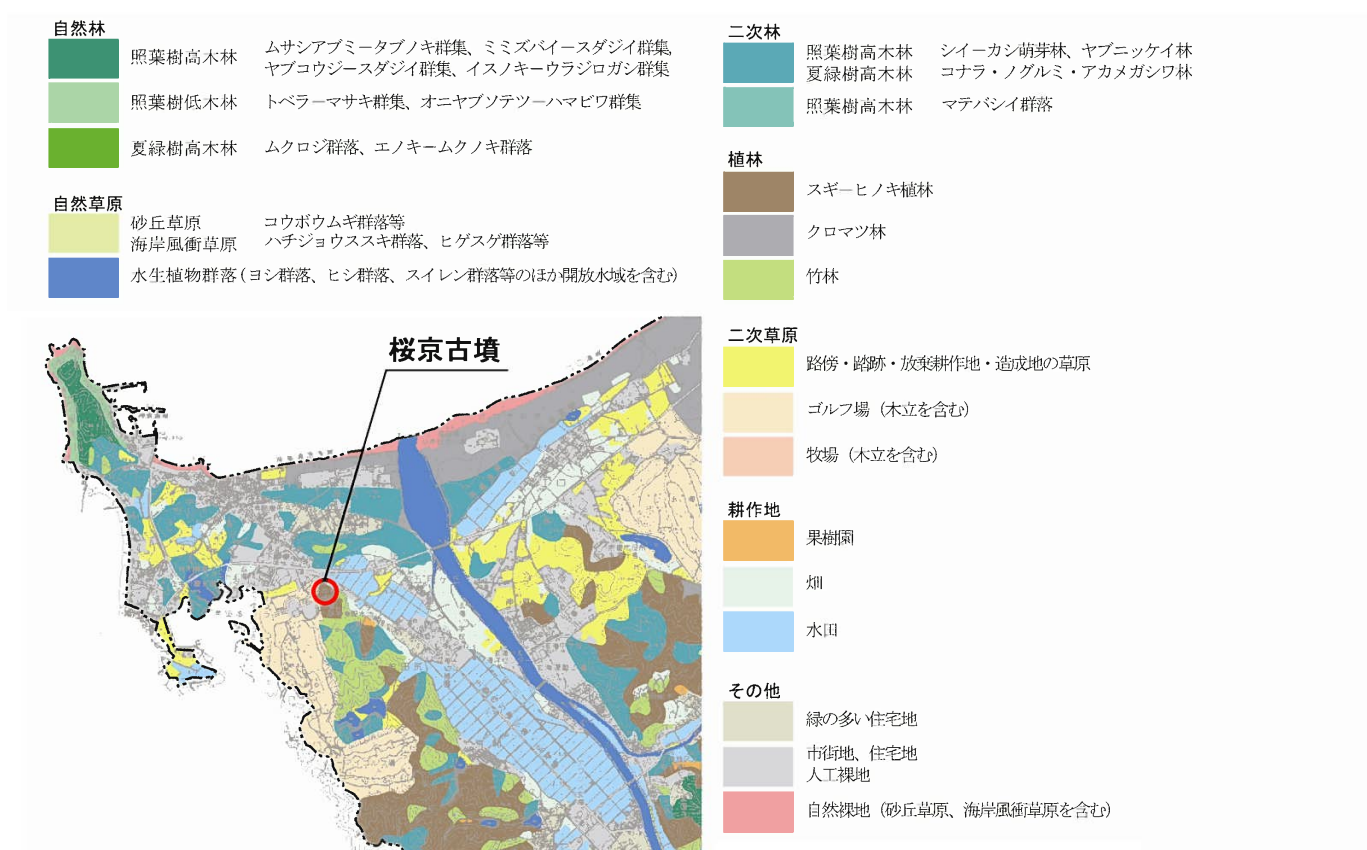 自然林
照葉樹高木林
ムサシアブミータブノキ群集、ミミズバイースダジイ群集、
ヤブコウジースダジイ群集、イスノキーウラジロガシ群集
照葉樹低木林
トベラーマサキ群集、オニヤブソテツーハマビワ群集
夏緑樹高木林
ムクロジ群落、エノキームクノキ群落
自然草原
砂丘草原
コウボウムギ群落等
海岸風衝草原
ハチジョウススキ群落、ヒゲスゲ群落等
水生植物群落(ヨシ群落、ヒシ群落、スイレン群落等のほか開放水域を含む)
二次林
照葉樹高木林
シイーカシ萌芽林、ヤブニッケイ林
夏緑樹高木林
コナラ・ノグルミ・アカメガシワ林
照葉樹高木林
マテバシイ群落
植林
スギ－ヒノキ植林
クロマツ林
竹林
二次草原
路傍・踏跡・放棄耕作地・造成地の草原
ゴルフ場(木立を含む)
牧場(木立を含む)
耕作地
果樹園
畑
水田
その他
緑の多い住宅地
市街地、住宅地
人工裸地
自然裸地(砂丘草原、海岸風衝草原を含む)
桜京古墳